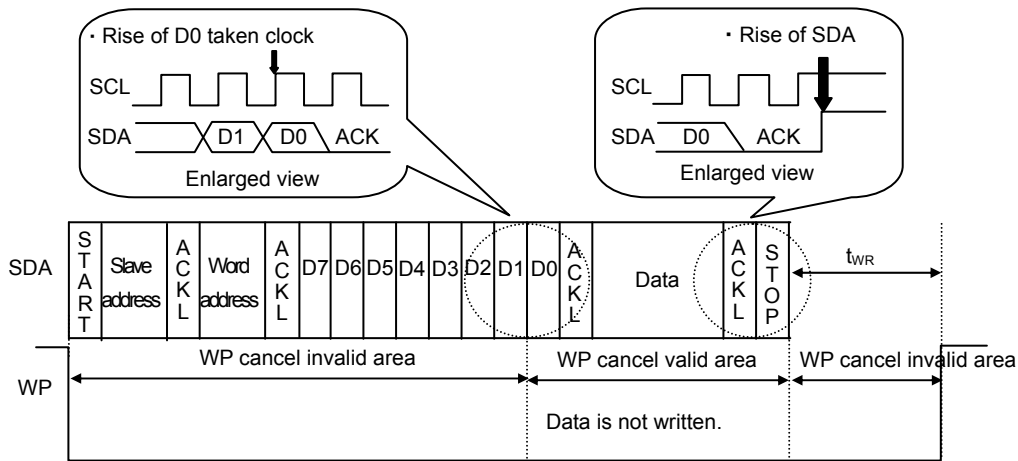 ・Rise of D0 taken clock
SCL
SDA D1 D0 ACK
Enlarged view
・Rise of SDA
SCL
SDA D0 ACK
Enlarged view
SDA
START
Slave
address
ACKL
Word
address
ACKL
D7 D6 D5 D4 D3 D2 D1 D0
ACKL
Data
ACKL
STOP
tWR
WP
WP cancel invalid area
WP cancel valid area
WP cancel invalid area
Data is not written.